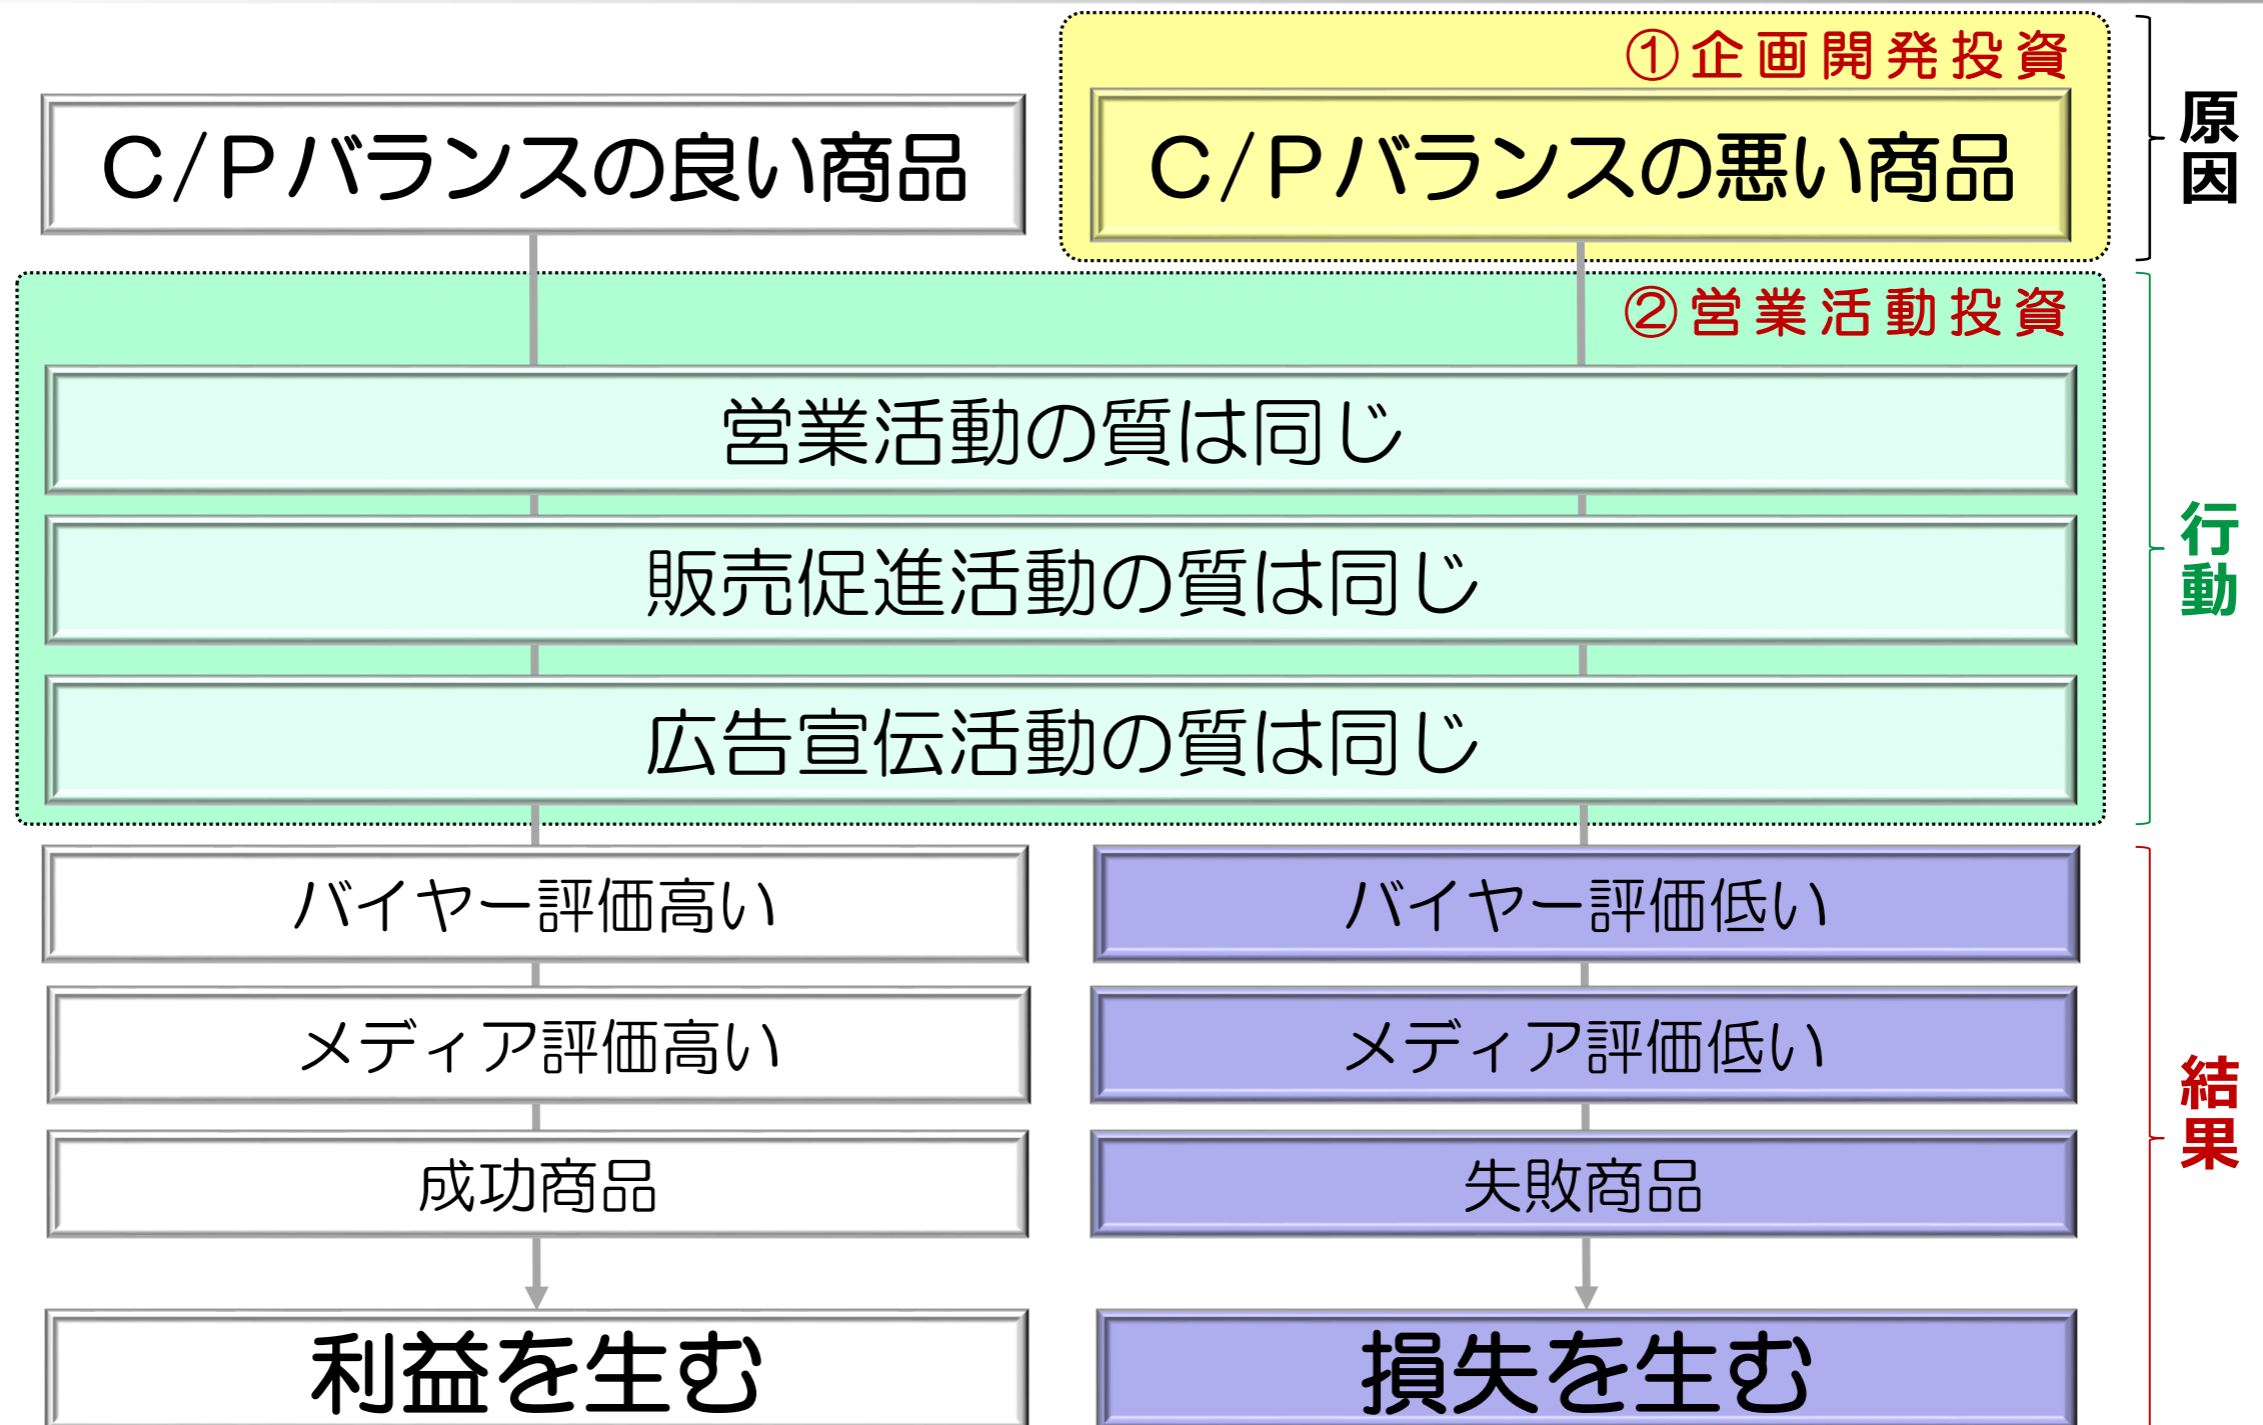 ①企画開発投資
C/Pバランスの良い商品
C/Pバランスの悪い商品
原因
②営業活動投資
営業活動の質は同じ
販売促進活動の質は同じ
広告宣伝活動の質は同じ
行動
バイヤー評価高い
バイヤー評価低い
メディア評価高い
メディア評価低い
成功商品
失敗商品
結果
利益を生む
損失を生む